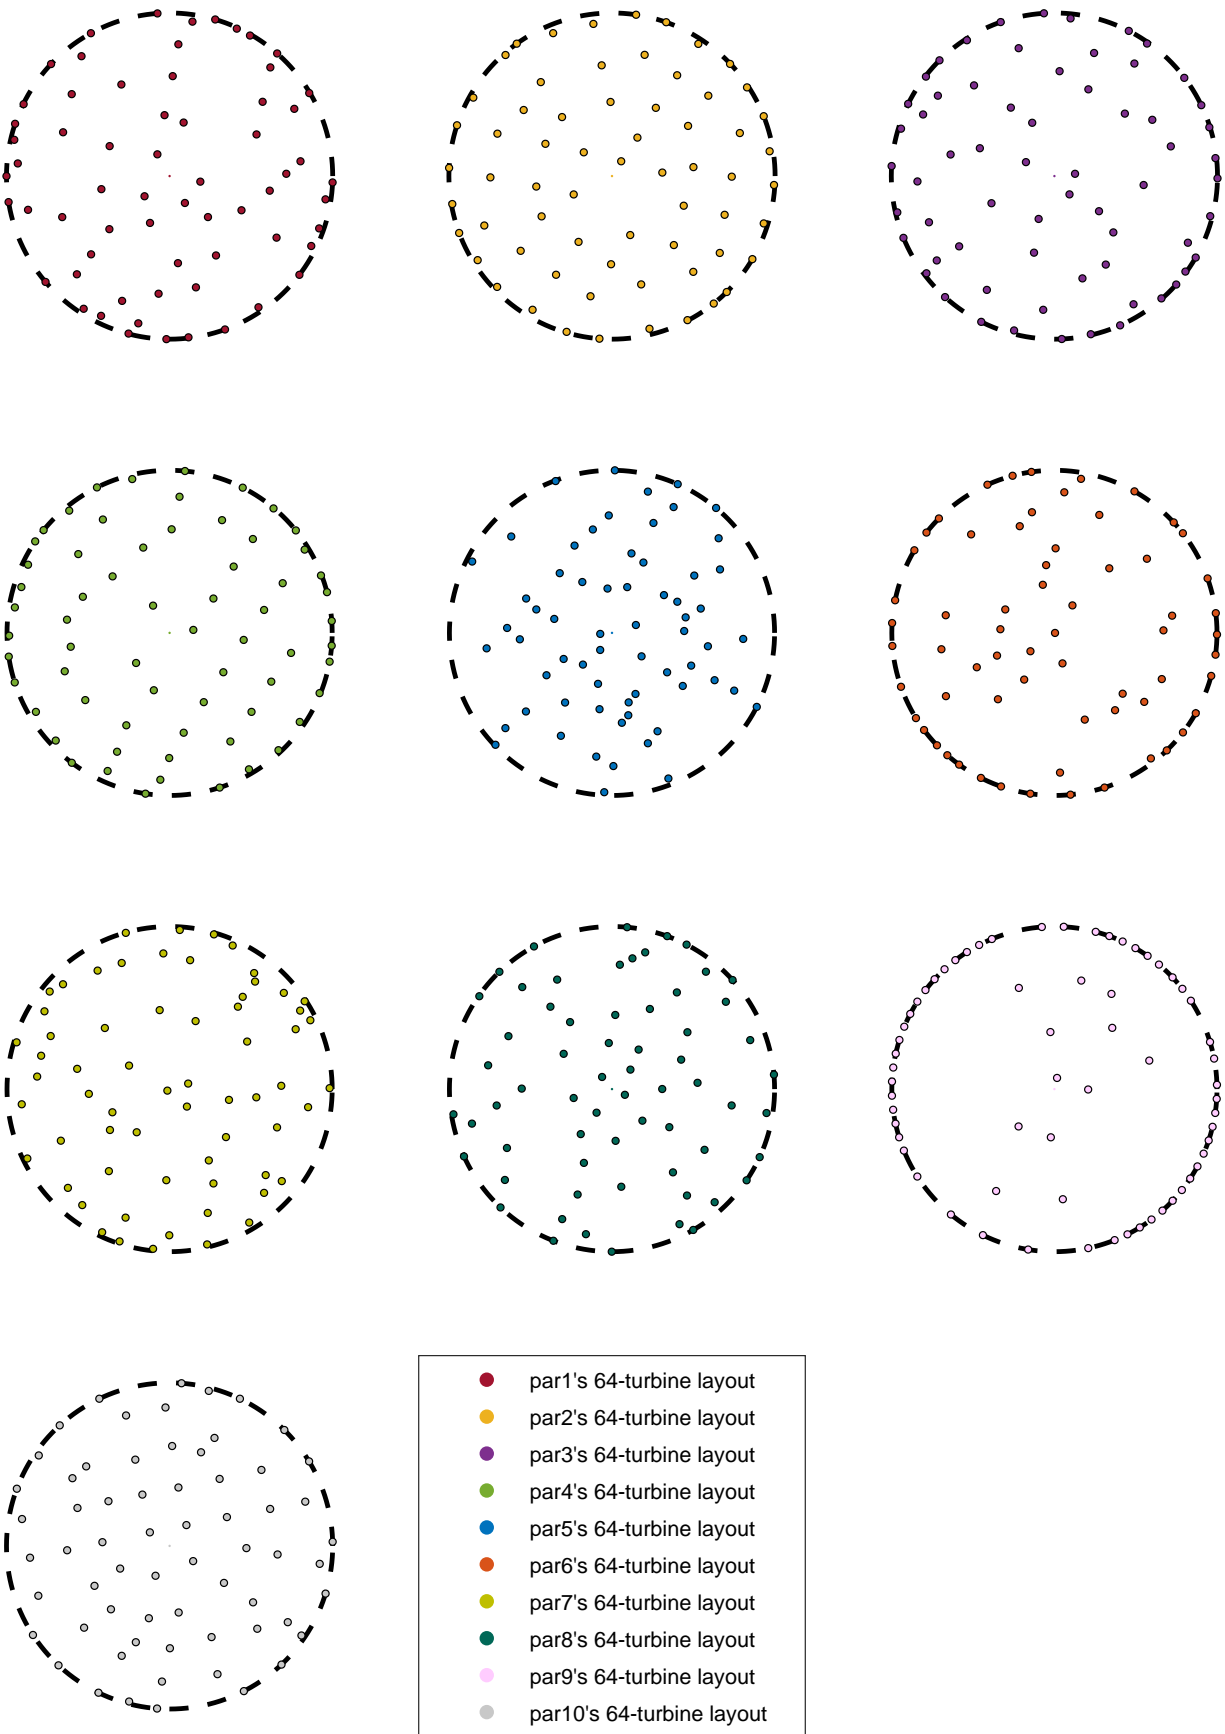 par1's 64-turbine layout
par2's 64-turbine layout
par3's 64-turbine layout
par4's 64-turbine layout
par5's 64-turbine layout
par6's 64-turbine layout
par7's 64-turbine layout
par8's 64-turbine layout
par9's 64-turbine layout
par10's 64-turbine layout